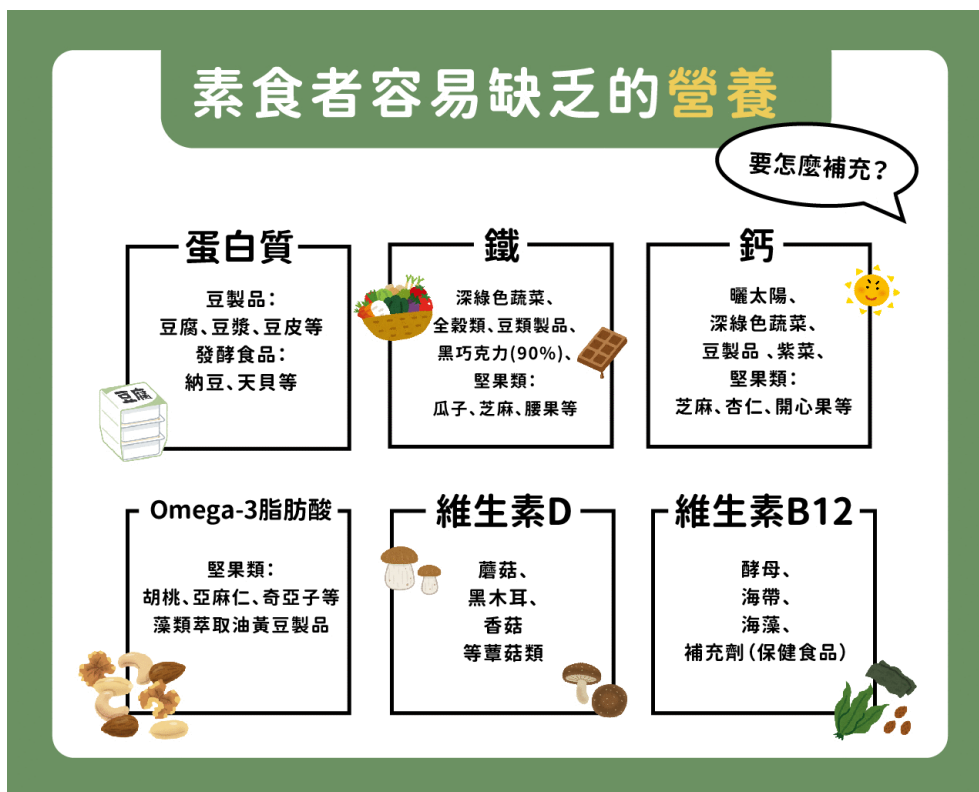 素食者容易缺乏的營養
要怎麼補充？
蛋白質
豆製品：
豆腐、豆漿、豆皮等
發酵食品：
納豆、天貝等
豆腐
鐵
深綠色蔬菜、
全穀類、豆類製品、
黑巧克力(90%)、
堅果類：
瓜子、芝麻、腰果等
鈣
曬太陽、
深綠色蔬菜、
豆製品、紫菜、
堅果類：
芝麻、杏仁、開心果等
Omega-3脂肪酸
堅果類：
胡桃、亞麻仁、奇亞子等
藻類萃取油黃豆製品
維生素D
蘑菇、
黑木耳、
香菇
等蕈菇類
維生素B12
酵母、
海帶、
海藻、
補充劑（保健食品）